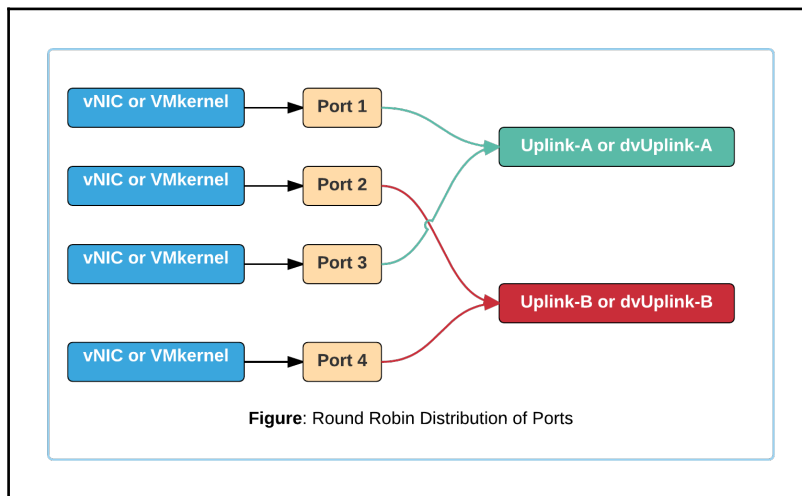 vNIC or VMkernel
Port 1
Uplink-A or dvUplink-A
vNIC or VMkernel
Port 2
vNIC or VMkernel
Port 3
Uplink-B or dvUplink-B
vNIC or VMkernel
Port 4
Figure: Round Robin Distribution of Ports